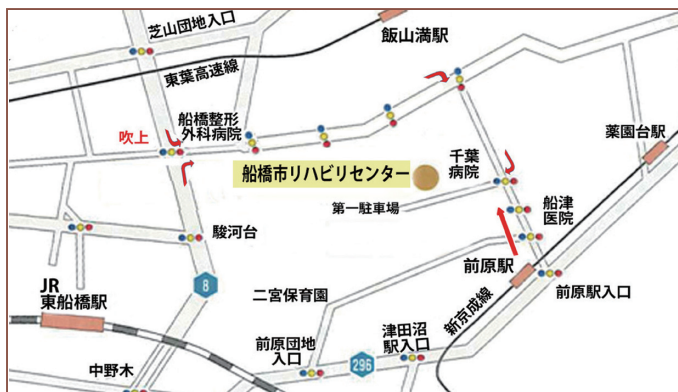 芝山団地入口
飯山満駅
東葉高速線
船橋整形
外科病院
吹上
薬園台駅
千葉
病院
船橋市リハビリセンター
船津
医院
第一駐車場
駿河台
前原駅
8
JR
東船橋駅
二宮保育園
前原駅入口
新京成線
津田沼
駅入口
前原団地
入口
296
中野木